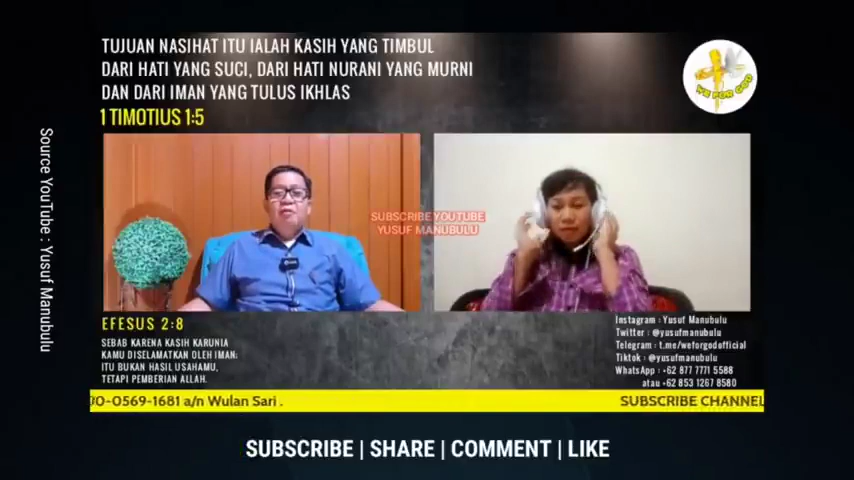 TUJUAN NASIHAT ITU IALAH KASIH YANG TIMBUL
DARI HATI YANG SUCI, DARI HATI NURANI YANG MURNI
DAN DARI IMAN YANG TULUS IKHLAS
1 TIMOTIUS 1:5
WE FOR GOD
Source YouTube : Yusuf Manubulu
SUBSCRIBE YOUTUBE
YUSUF MANUBULU
EFESUS 2:8
SEBAB KARENA KASIH KARUNIA
KAMU DISELAMATKAN OLEH IMAN;
ITU BUKAN HASIL USAHAMU,
TETAPI PEMBERIAN ALLAH.
Instagram : Yusuf Manubulu
Twitter : @yusufmanubulu
Telegram : t.me/weforgodofficial
Tiktok : @yusufmanubulu
WhatsApp : +62 877 7771 5588
atau +62 853 1267 8580
0-0569-1681 a/n Wulan Sari .
SUBSCRIBE CHANNEL
SUBSCRIBE | SHARE | COMMENT | LIKE